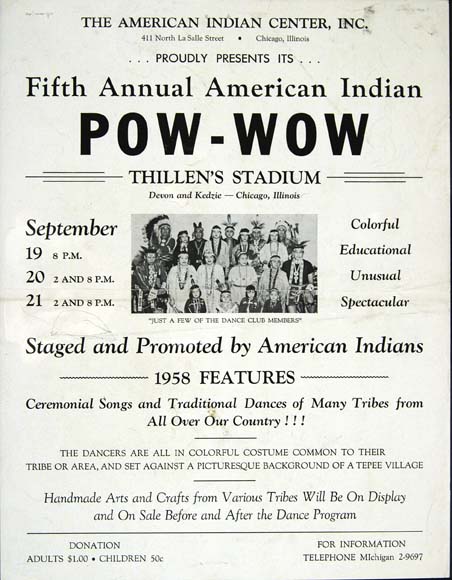 THE AMERICAN INDIAN CENTER, INC.
411 North La Salle Street • Chicago, Illinois
. . . PROUDLY PRESENTS ITS . . .
Fifth Annual American Indian
POW-WOW
THILLEN'S STADIUM
Devon and Kedzie — Chicago, Illinois
September
19 8 P.M.
20 2 AND 8 P.M.
21 2 AND 8 P.M.
Colorful
Educational
Unusual
Spectacular
"JUST A FEW OF THE DANCE CLUB MEMBERS"
Staged and Promoted by American Indians
1958 FEATURES
Ceremonial Songs and Traditional Dances of Many Tribes from
All Over Our Country ! ! !
THE DANCERS ARE ALL IN COLORFUL COSTUME COMMON TO THEIR
TRIBE OR AREA, AND SET AGAINST A PICTURESQUE BACKGROUND OF A TEPEE VILLAGE
Handmade Arts and Crafts from Various Tribes Will Be On Display
and On Sale Before and After the Dance Program
DONATION
ADULTS $1.00 • CHILDREN 50c
FOR INFORMATION
TELEPHONE MIchigan 2-9697